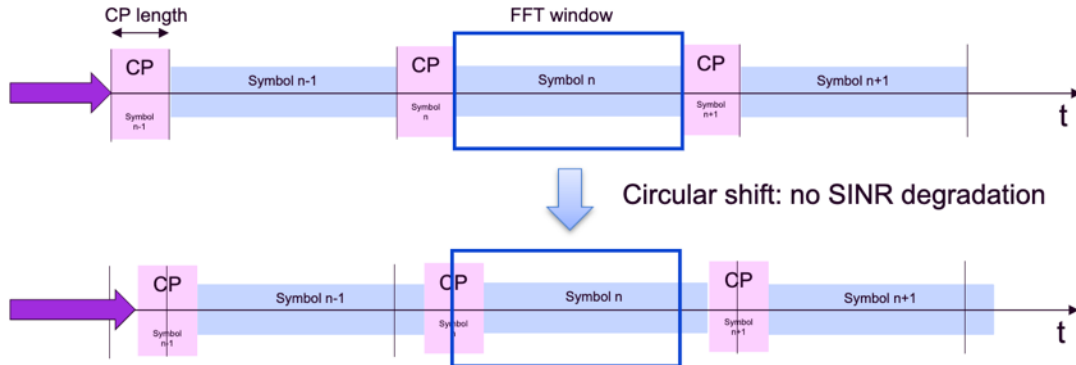 CP length
FFT window
CP
Symbol n-1
CP
Symbol n
CP
Symbol n+1
Symbol
n-1
Symbol
n
Symbol
n+1
t
Circular shift: no SINR degradation
CP
Symbol n-1
CP
Symbol n
CP
Symbol n+1
Symbol
n-1
Symbol
n
Symbol
n+1
t